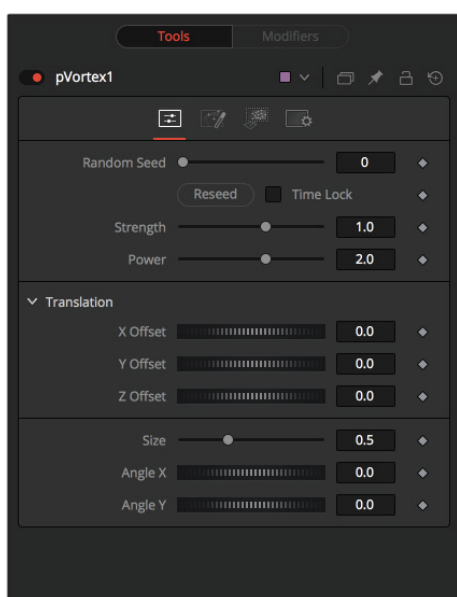 Tools Modifiers
pVortex1
Random Seed 0
Reseed Time Lock
Strength 1.0
Power 2.0
Translation
X Offset 0.0
Y Offset 0.0
Z Offset 0.0
Size 0.5
Angle X 0.0
Angle Y 0.0